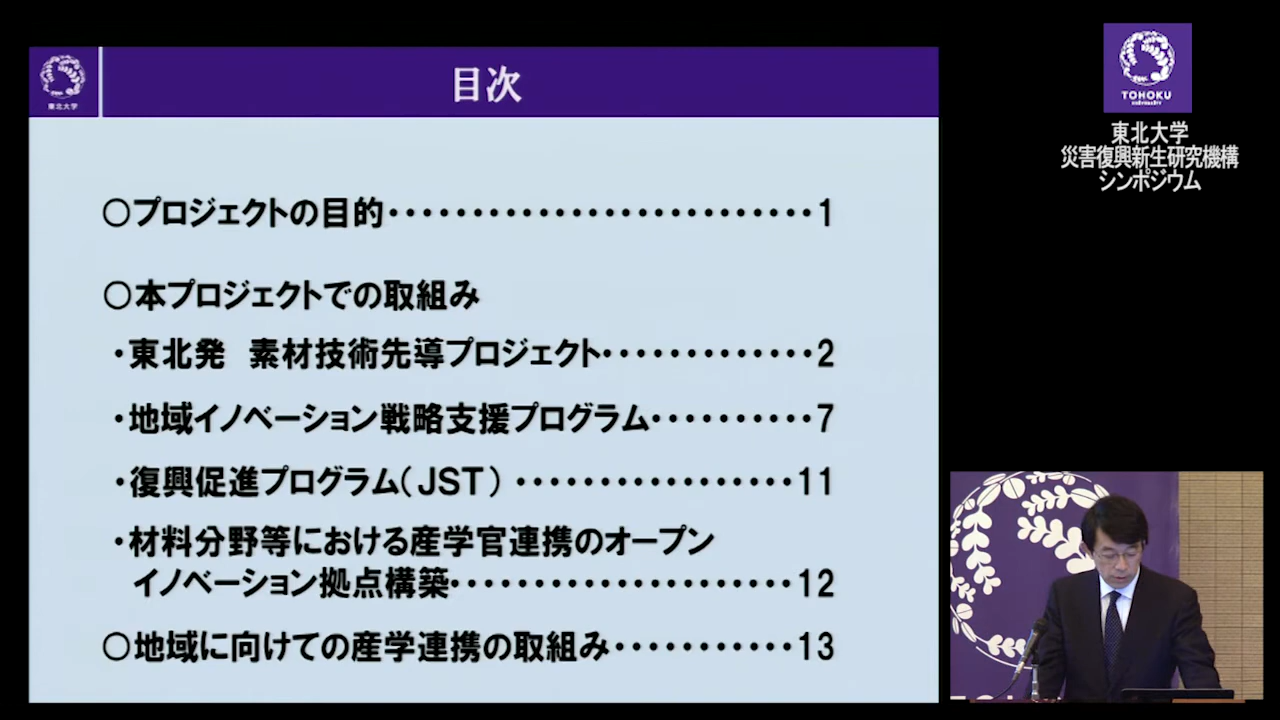 東北大学
目次
○プロジェクトの目的・・・・・・・・・・・・・・・・・・・・・・・・・・1
○本プロジェクトでの取組み
・東北発　素材技術先導プロジェクト・・・・・・・・・・・・・2
・地域イノベーション戦略支援プログラム・・・・・・・・・・7
・復興促進プログラム（JST）・・・・・・・・・・・・・・・・・11
・材料分野等における産学官連携のオープン
イノベーション拠点構築・・・・・・・・・・・・・・・・・・・・・12
○地域に向けての産学連携の取組み・・・・・・・・・・・13
TOHOKU
UNIVERSITY
東北大学
災害復興新生研究機構
シンポジウム